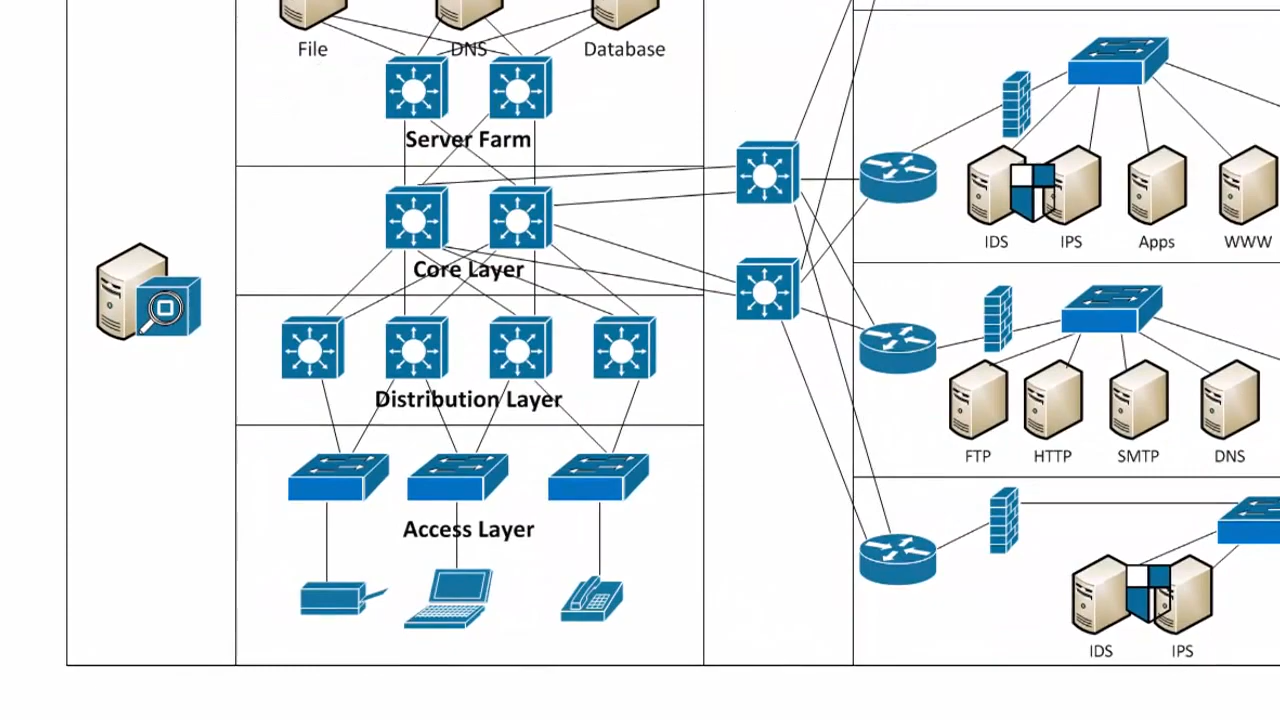 File
DNS
Database
Server Farm
Core Layer
Distribution Layer
Access Layer
IDS
IPS
Apps
WWW
FTP
HTTP
SMTP
DNS
IDS
IPS